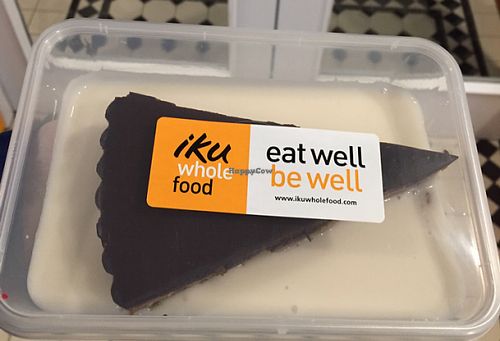 iku
whole
food
eat well
be well
www.ikuwholefood.com
HappyCow